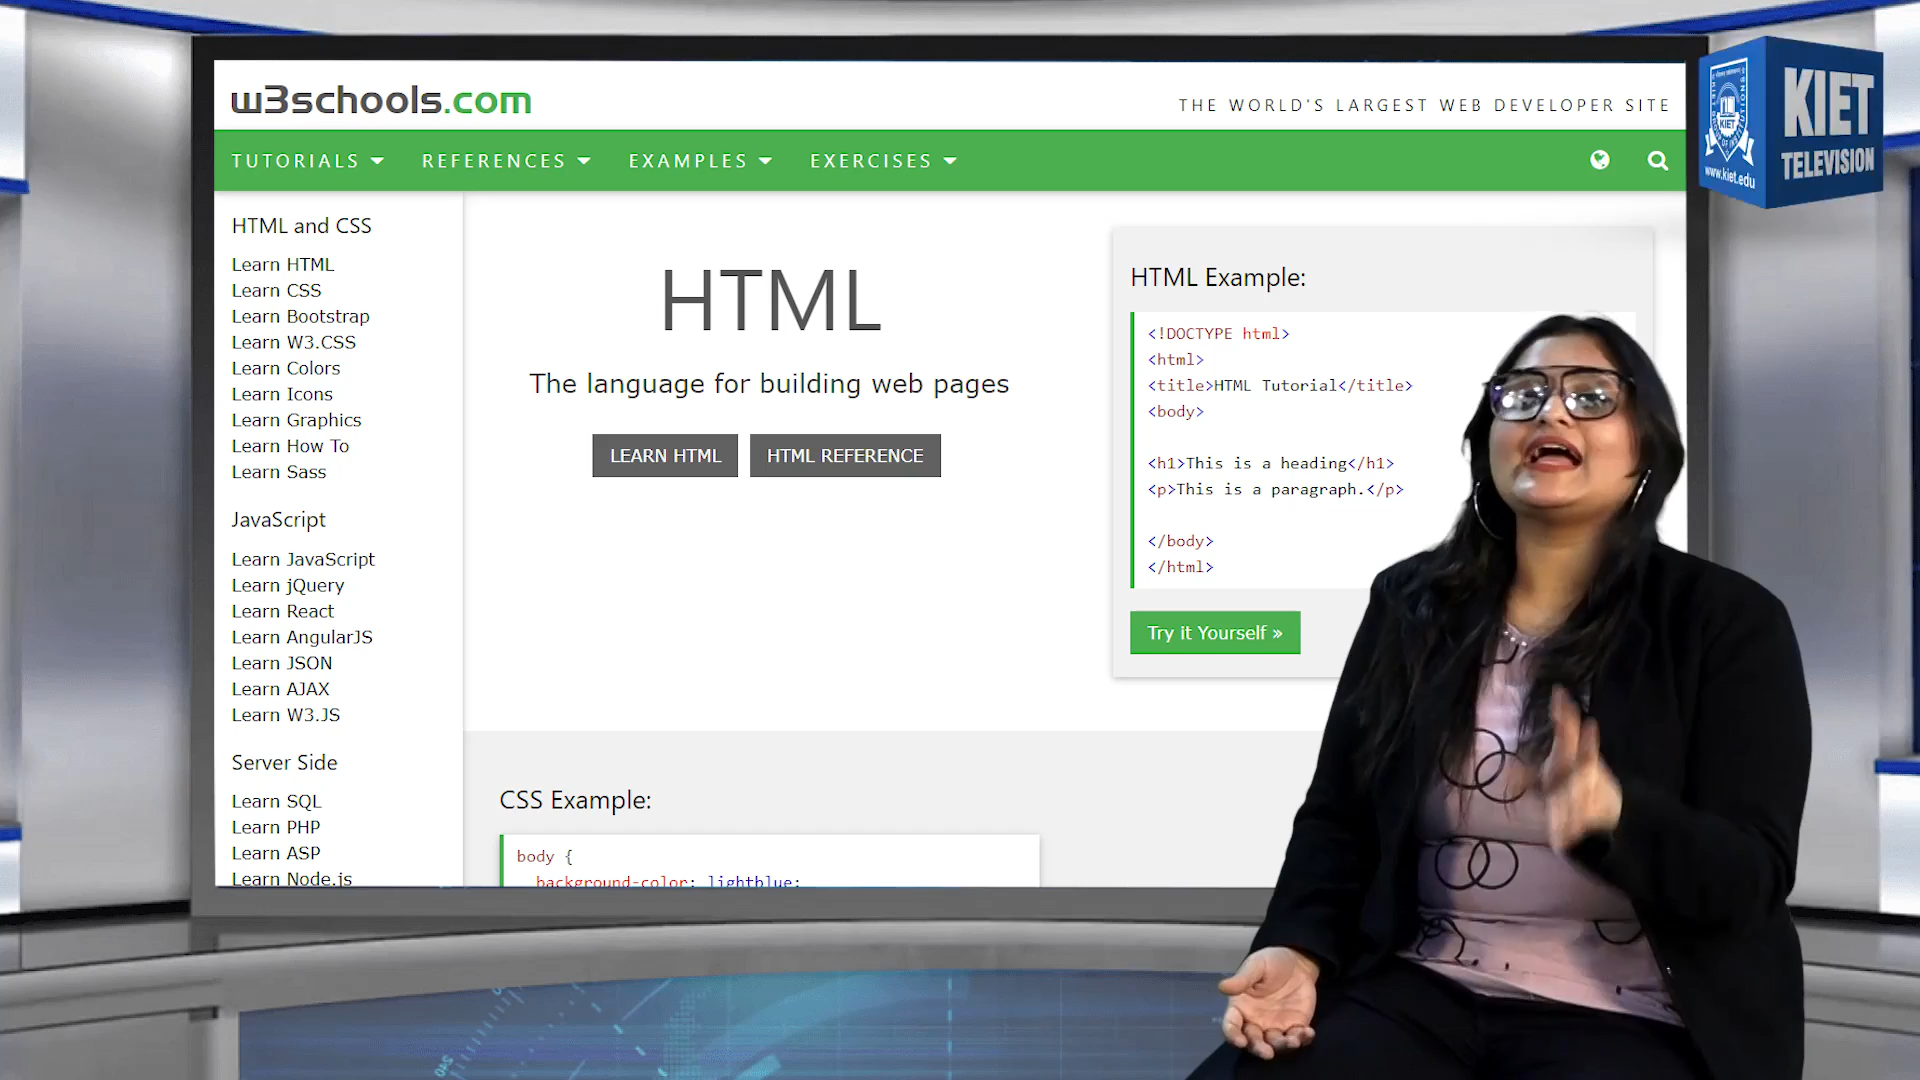 w3schools.com
THE WORLD'S LARGEST WEB DEVELOPER SITE
KIET
TELEVISION
KIET
www.kiet.edu
TUTORIALS REFERENCES EXAMPLES EXERCISES
HTML and CSS
Learn HTML
Learn CSS
Learn Bootstrap
Learn W3.CSS
Learn Colors
Learn Icons
Learn Graphics
Learn How To
Learn Sass
JavaScript
Learn JavaScript
Learn jQuery
Learn React
Learn AngularJS
Learn JSON
Learn AJAX
Learn W3.JS
Server Side
Learn SQL
Learn PHP
Learn ASP
Learn Node.js
HTML
The language for building web pages
LEARN HTML HTML REFERENCE
HTML Example:
<!DOCTYPE html>
<html>
<title>HTML Tutorial</title>
<body>
<h1>This is a heading</h1>
<p>This is a paragraph.</p>
</body>
</html>
Try it Yourself »
CSS Example:
body {
background-color: lightblue;
240